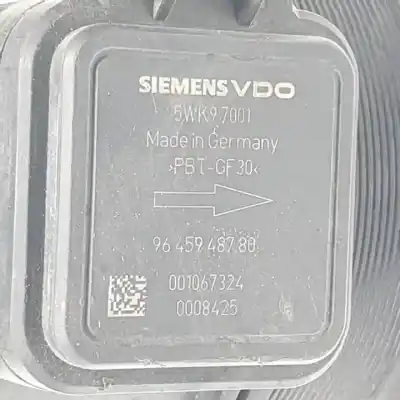 SIEMENS VDO
5WK9 7001
Made in Germany
>PBT-GF30<
96 459 487 80
001067324
0008425